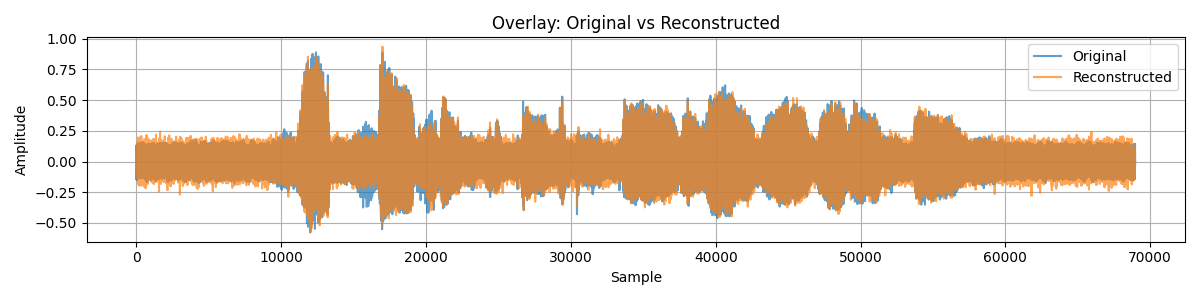 Overlay: Original vs Reconstructed
1.00
0.75
0.50
0.25
0.00
−0.25
−0.50
Amplitude
Original
Reconstructed
0 10000 20000 30000 40000 50000 60000 70000
Sample